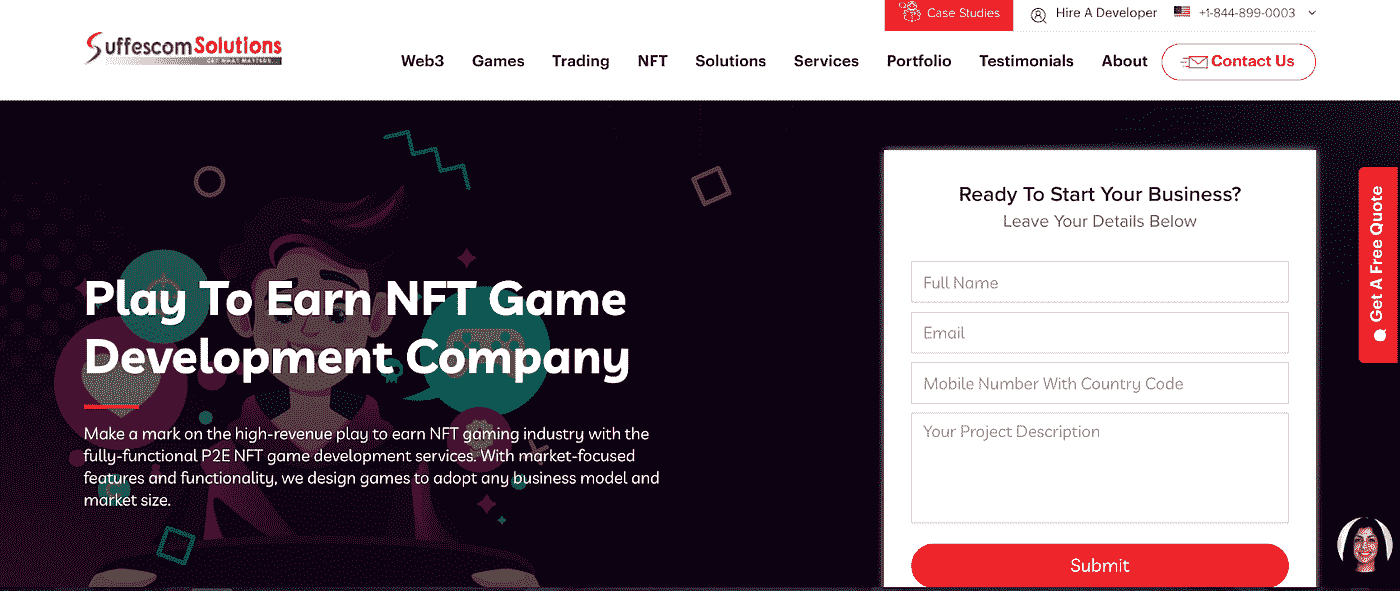 Case Studies
Hire A Developer
+1-844-899-0003
SuffescomSolutions
GET WHAT MATTERS...
Web3 Games Trading NFT Solutions Services Portfolio Testimonials About Contact Us
Play To Earn NFT Game
Development Company
Make a mark on the high-revenue play to earn NFT gaming industry with the
fully-functional P2E NFT game development services. With market-focused
features and functionality, we design games to adopt any business model and
market size.
Ready To Start Your Business?
Leave Your Details Below
Full Name
Email
Mobile Number With Country Code
Your Project Description
Submit
Get A Free Quote